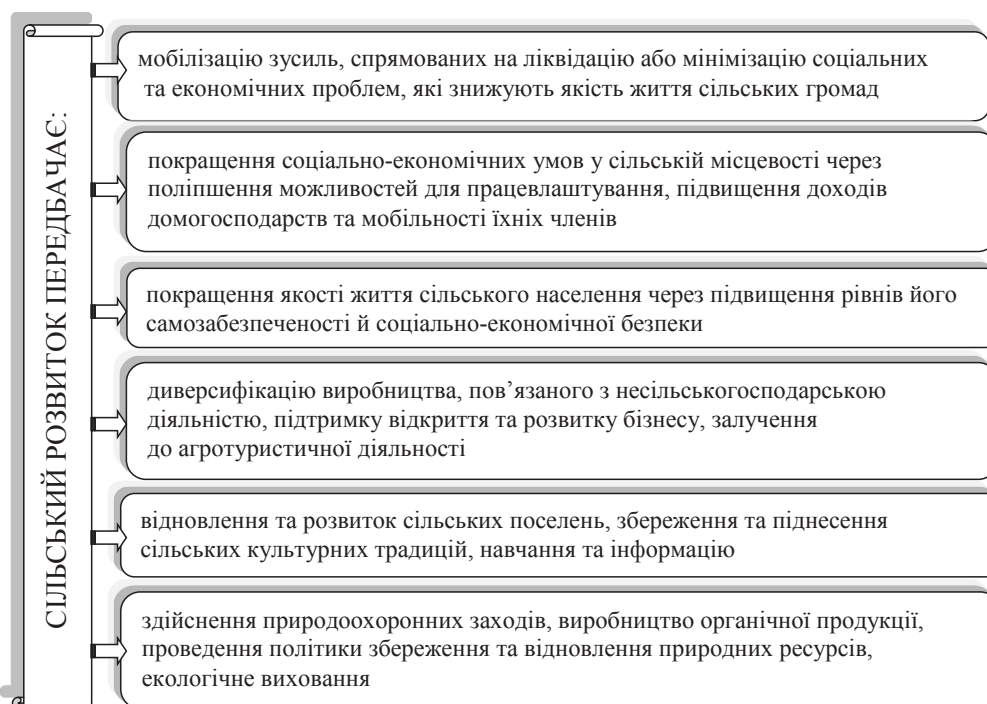 СІЛЬСЬКИЙ РОЗВИТОК ПЕРЕДБАЧАЄ:
мобілізацію зусиль, спрямованих на ліквідацію або мінімізацію соціальних
та економічних проблем, які знижують якість життя сільських громад
покращення соціально-економічних умов у сільській місцевості через
поліпшення можливостей для працевлаштування, підвищення доходів
домогосподарств та мобільності їхніх членів
покращення якості життя сільського населення через підвищення рівнів його
самозабезпеченості й соціально-економічної безпеки
диверсифікацію виробництва, пов’язаного з несільськогосподарською
діяльністю, підтримку відкриття та розвитку бізнесу, залучення
до агротуристичної діяльності
відновлення та розвиток сільських поселень, збереження та піднесення
сільських культурних традицій, навчання та інформацію
здійснення природоохоронних заходів, виробництво органічної продукції,
проведення політики збереження та відновлення природних ресурсів,
екологічне виховання